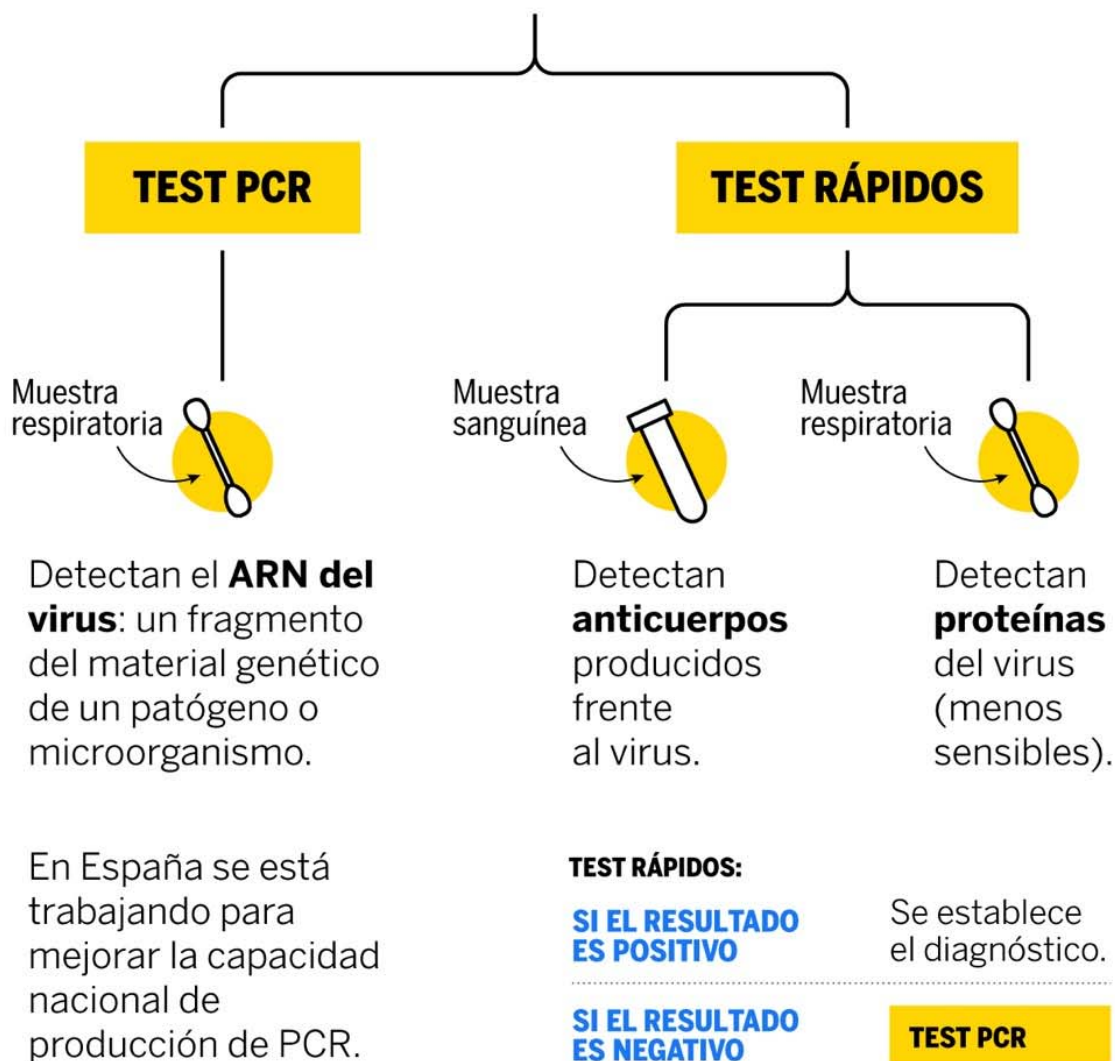 TEST PCR
TEST RÁPIDOS
Muestra
respiratoria
Muestra
sanguínea
Muestra
respiratoria
Detectan el ARN del
virus: un fragmento
del material genético
de un patógeno o
microorganismo.
Detectan
anticuerpos
producidos
frente
al virus.
Detectan
proteínas
del virus
(menos
sensibles).
En España se está
trabajando para
mejorar la capacidad
nacional de
producción de PCR.
TEST RÁPIDOS:
SI EL RESULTADO
ES POSITIVO
Se establece
el diagnóstico.
SI EL RESULTADO
ES NEGATIVO
TEST PCR